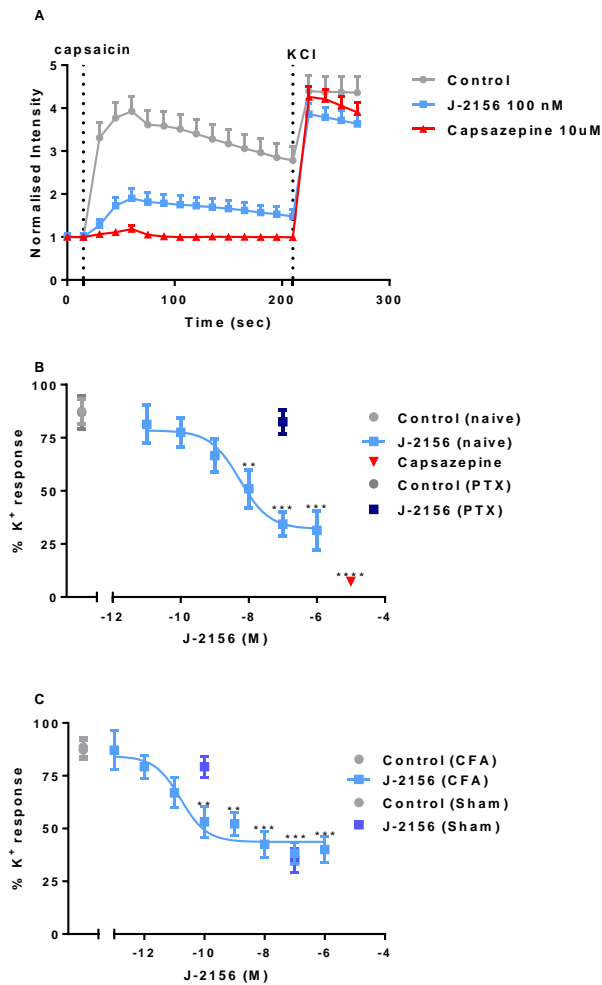 A
capsaicin
KCl
Normalised Intensity
5
4
3
2
1
0
0
100
200
300
Time (sec)
Control
J-2156 100 nM
Capsazepine 10uM
B
% K+ response
100
75
50
25
0
**
***
***
****
-12
-10
-8
-6
-4
J-2156 (M)
Control (naive)
J-2156 (naive)
Capsazepine
Control (PTX)
J-2156 (PTX)
C
% K+ response
100
75
50
25
0
**
**
***
***
***
-12
-10
-8
-6
-4
J-2156 (M)
Control (CFA)
J-2156 (CFA)
Control (Sham)
J-2156 (Sham)